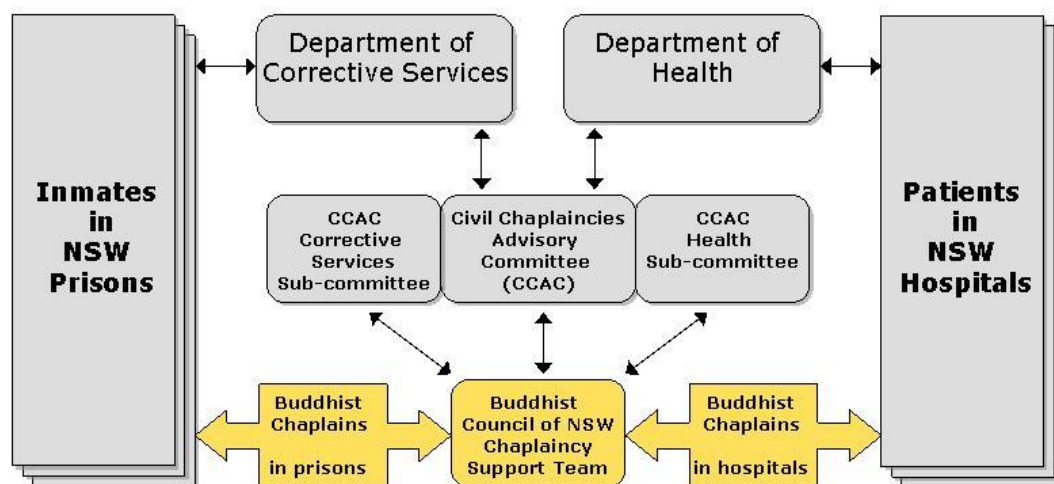 Department of
Corrective Services
Department of
Health
Inmates
in
NSW
Prisons
CCAC
Corrective
Services
Sub-committee
Civil Chaplaincies
Advisory
Committee
(CCAC)
CCAC
Health
Sub-committee
Patients
in
NSW
Hospitals
Buddhist
Chaplains
in prisons
Buddhist
Council of NSW
Chaplaincy
Support Team
Buddhist
Chaplains
in hospitals